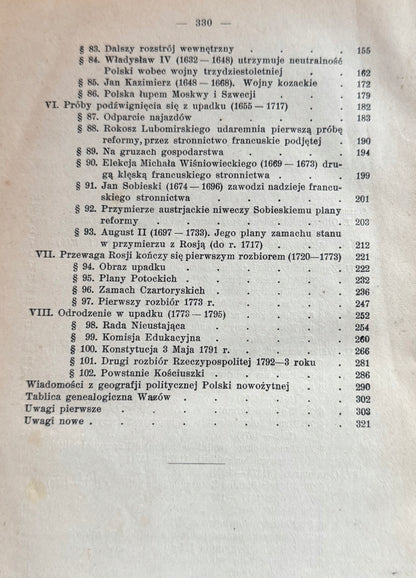 — 330 —
§ 83. Dalszy rozstrój wewnętrzny . . . . 155
§ 84. Władysław IV (1632—1648) utrzymuje neutralność
Polski wobec wojny trzydziestoletniej . . 162
§ 85. Jan Kazimierz (1648—1668). Wojny kozackie . 172
§ 86. Polska łupem Moskwy i Szwecji . . . 179
VI. Próby podźwignięcia się z upadku (1655—1717) . 182
§ 87. Odparcie najazdów . . . . . 183
§ 88. Rokosz Lubomirskiego udaremnia pierwszą próbę
reformy, przez stronnictwo francuskie podjętej . 190
§ 89. Na gruzach gospodarstwa . . . . 194
§ 90. Elekcja Michała Wiśniowieckiego (1669—1673) dru-
gą klęską francuskiego stronnictwa . . 199
§ 91. Jan Sobieski (1674—1696) zawodzi nadzieje francu-
skiego stronnictwa . . . . . 201
§ 92. Przymierze austrjackie niweczy Sobieskiemu plany
reformy . . . . . . . 203
§ 93. August II (1697—1733). Jego plany zamachu stanu
w przymierzu z Rosją (do r. 1717) . . 212
VII. Przewaga Rosji kończy się pierwszym rozbiorem (1720—1773) 221
§ 94. Obraz upadku . . . . . . 222
§ 95. Plany Potockich . . . . . . 232
§ 96. Zamach Czartoryskich . . . . . 236
§ 97. Pierwszy rozbiór 1773 r. . . . . 247
VIII. Odrodzenie w upadku (1773—1795) . . . 252
§ 98. Rada Nieustająca . . . . . 254
§ 99. Komisja Edukacyjna . . . . . 260
§ 100. Konstytucja 3 Maja 1791 r. . . . . 266
§ 101. Drugi rozbiór Rzeczypospolitej 1792—3 roku . 281
§ 102. Powstanie Kościuszki . . . . . 286
Wiadomości z geografji politycznej Polski nowożytnej . . 290
Tablica genealogiczna Wazów . . . . . 302
Uwagi pierwsze . . . . . . . 303
Uwagi nowe . . . . . . . . 321